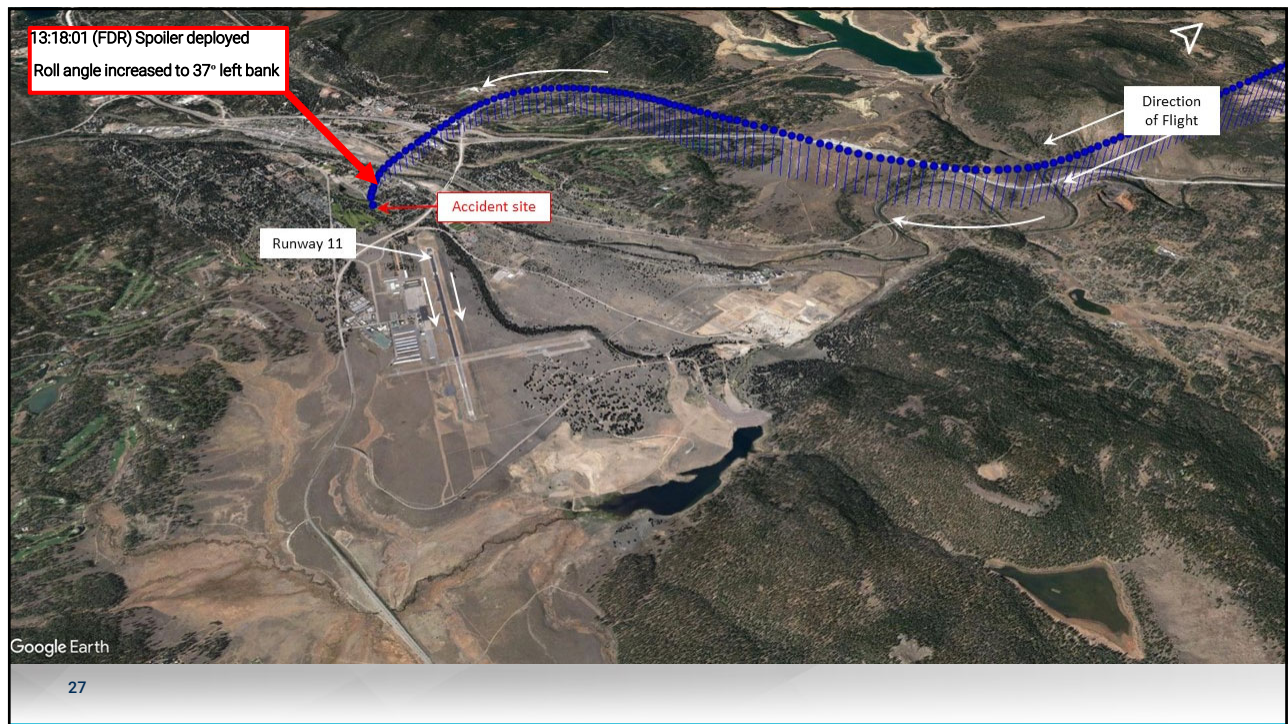 13:18:01 (FDR) Spoiler deployed
Roll angle increased to 37° left bank
Direction
of Flight
Accident site
Runway 11
Google Earth
27